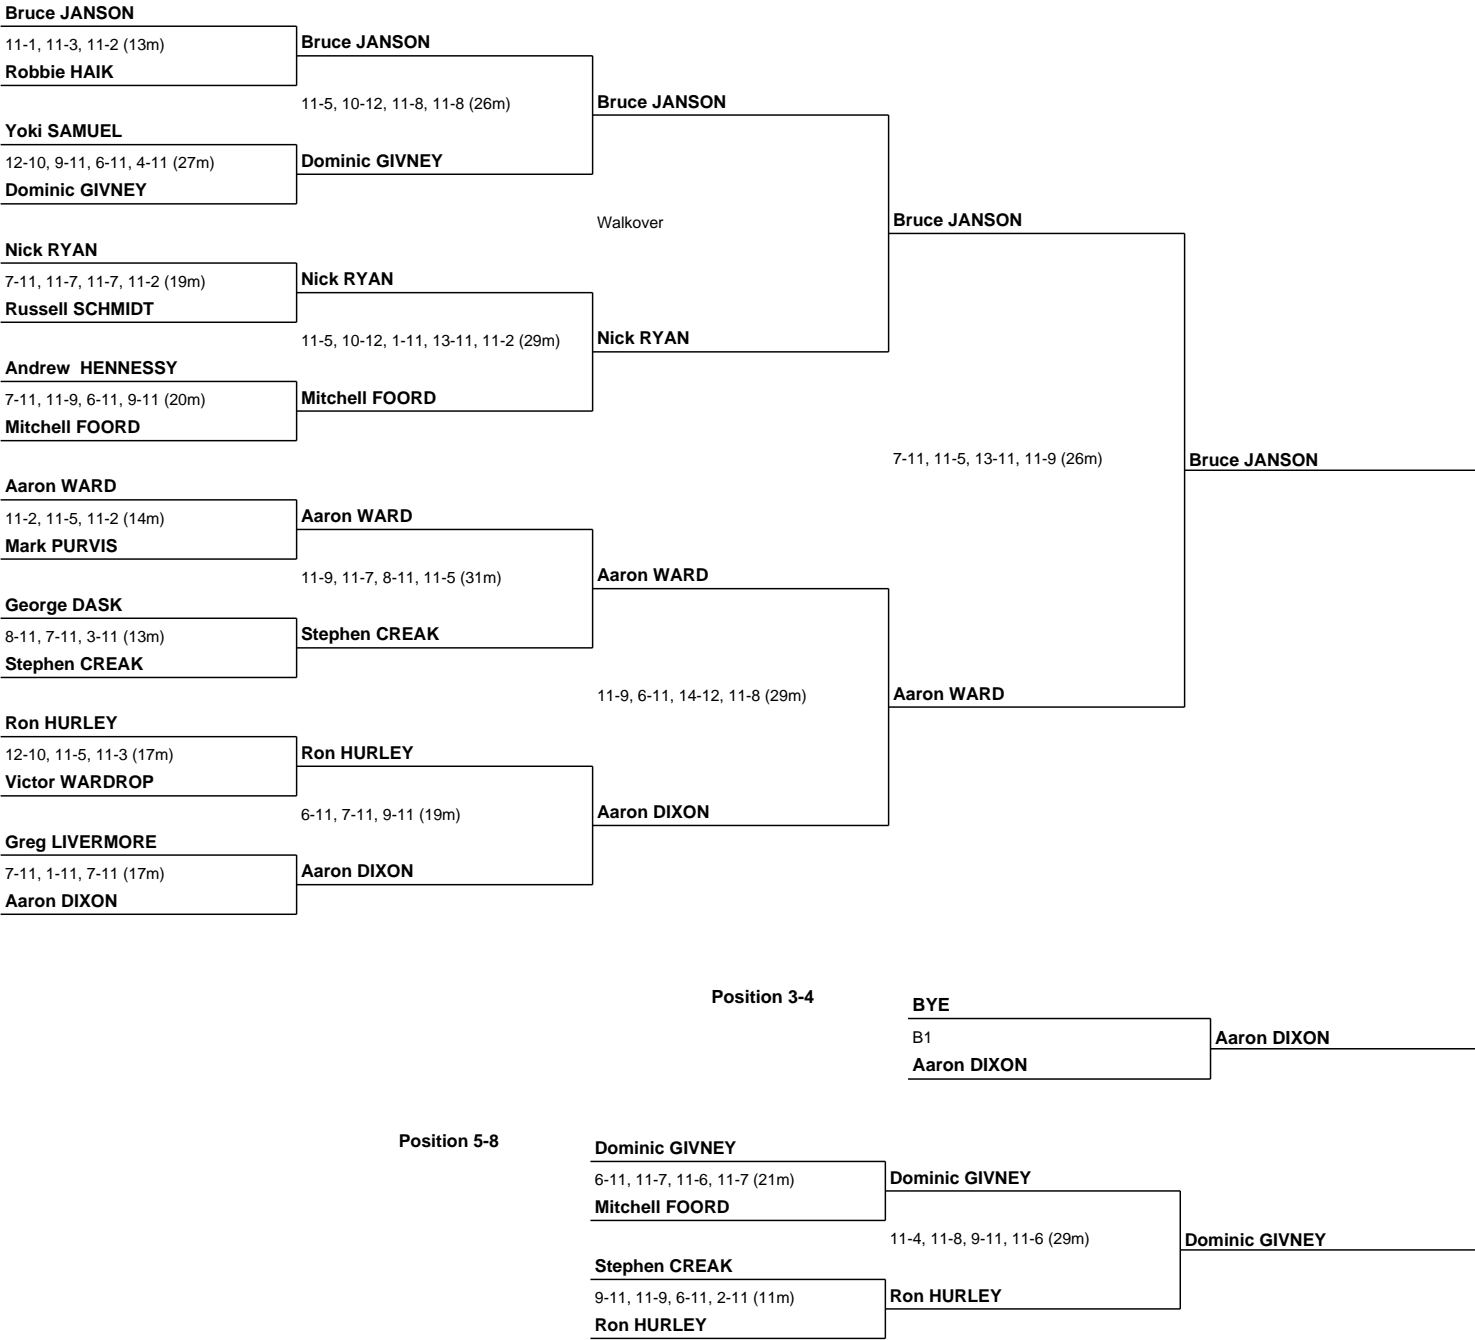 Bruce JANSON
11-1, 11-3, 11-2 (13m)
Robbie HAIK
Yoki SAMUEL
12-10, 9-11, 6-11, 4-11 (27m)
Dominic GIVNEY
Nick RYAN
7-11, 11-7, 11-7, 11-2 (19m)
Russell SCHMIDT
Andrew  HENNESSY
7-11, 11-9, 6-11, 9-11 (20m)
Mitchell FOORD
Aaron WARD
11-2, 11-5, 11-2 (14m)
Mark PURVIS
George DASK
8-11, 7-11, 3-11 (13m)
Stephen CREAK
Ron HURLEY
12-10, 11-5, 11-3 (17m)
Victor WARDROP
Greg LIVERMORE
7-11, 1-11, 7-11 (17m)
Aaron DIXON
Bruce JANSON
11-5, 10-12, 11-8, 11-8 (26m)
Dominic GIVNEY
Nick RYAN
11-5, 10-12, 1-11, 13-11, 11-2 (29m)
Mitchell FOORD
Aaron WARD
11-9, 11-7, 8-11, 11-5 (31m)
Stephen CREAK
Ron HURLEY
6-11, 7-11, 9-11 (19m)
Aaron DIXON
Bruce JANSON
Walkover
Nick RYAN
Aaron WARD
11-9, 6-11, 14-12, 11-8 (29m)
Aaron DIXON
Bruce JANSON
7-11, 11-5, 13-11, 11-9 (26m)
Aaron WARD
Bruce JANSON
Position 3-4
BYE
B1
Aaron DIXON
Aaron DIXON
Position 5-8
Dominic GIVNEY
6-11, 11-7, 11-6, 11-7 (21m)
Mitchell FOORD
Stephen CREAK
9-11, 11-9, 6-11, 2-11 (11m)
Ron HURLEY
Dominic GIVNEY
11-4, 11-8, 9-11, 11-6 (29m)
Ron HURLEY
Dominic GIVNEY